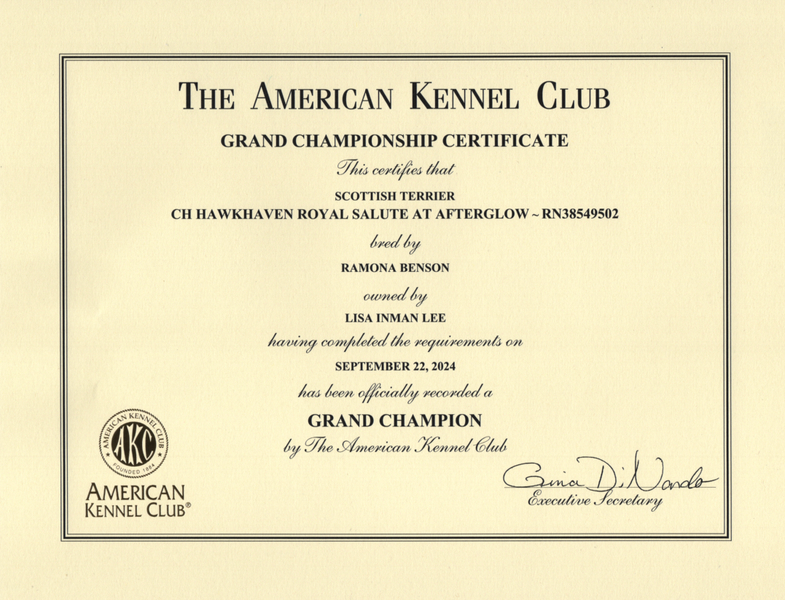 THE AMERICAN KENNEL CLUB
GRAND CHAMPIONSHIP CERTIFICATE
This certifies that
SCOTTISH TERRIER
CH HAWKHAVEN ROYAL SALUTE AT AFTERGLOW ~ RN38549502
bred by
RAMONA BENSON
owned by
LISA INMAN LEE
having completed the requirements on
SEPTEMBER 22, 2024
has been officially recorded a
GRAND CHAMPION
by The American Kennel Club
AMERICAN KENNEL CLUB
AKC
FOUNDED 1884
AMERICAN
KENNEL CLUB®
Gina DiNardo
Executive Secretary